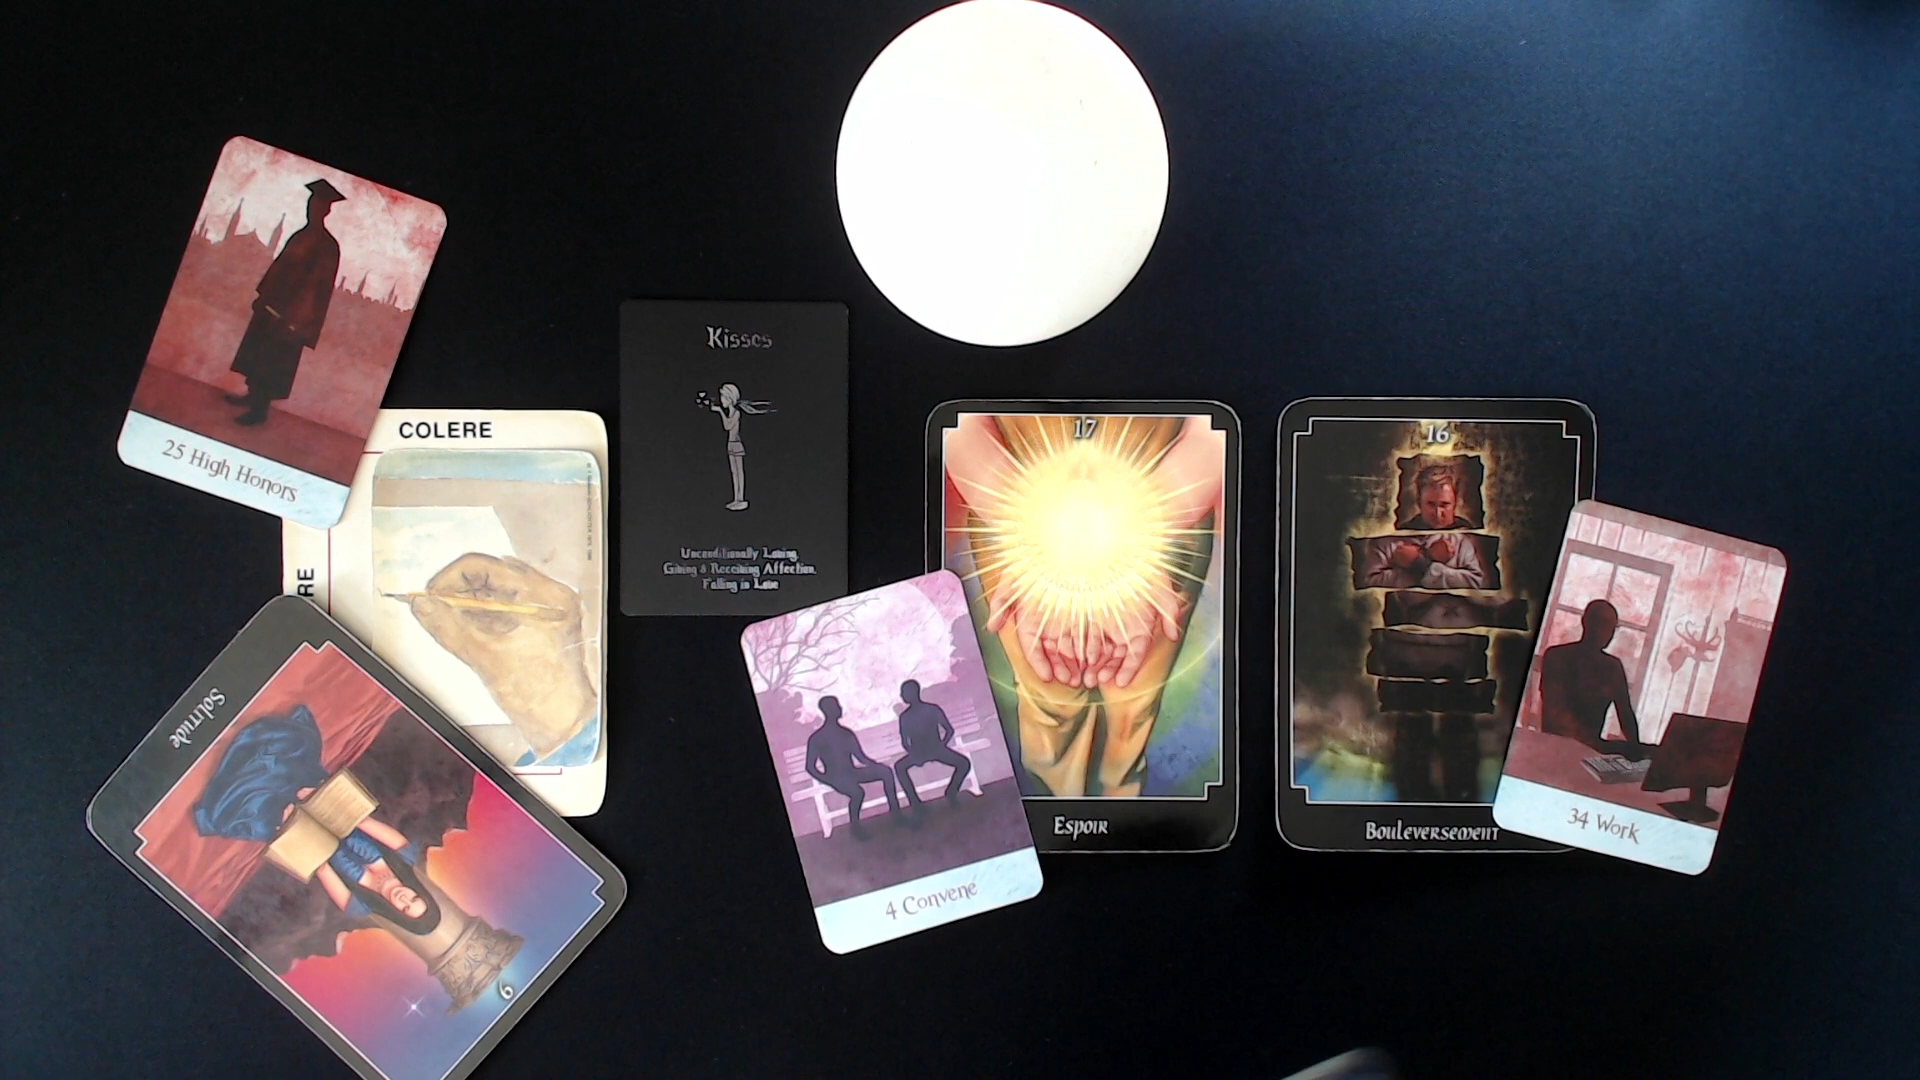 25 High Honors
COLERE
RE
Solitude
9
Kisses
Unconditionally Loving,
Giving & Receiving Affection,
Falling in Love
4 Convene
17
Espoir
16
Bouleversement
34 Work